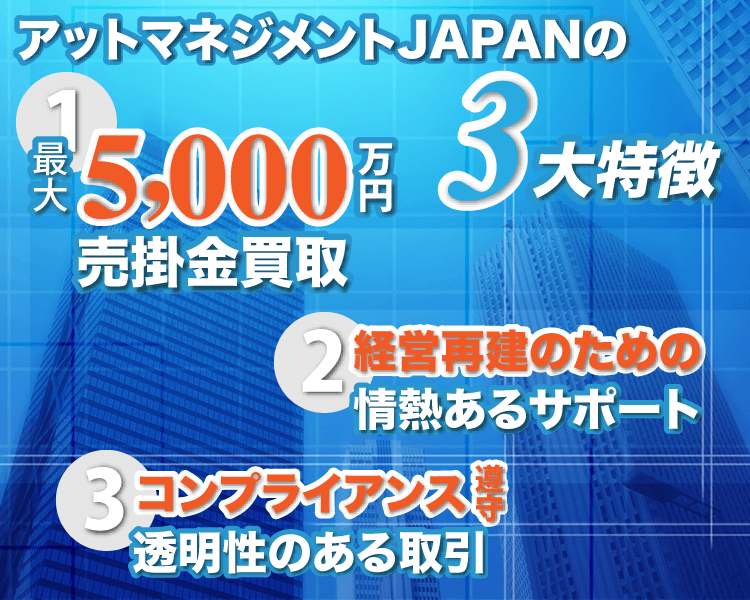 アットマネジメントJAPANの
3大特徴
1
最大5,000万円
売掛金買取
2
経営再建のための
情熱あるサポート
3
コンプライアンス遵守
透明性のある取引